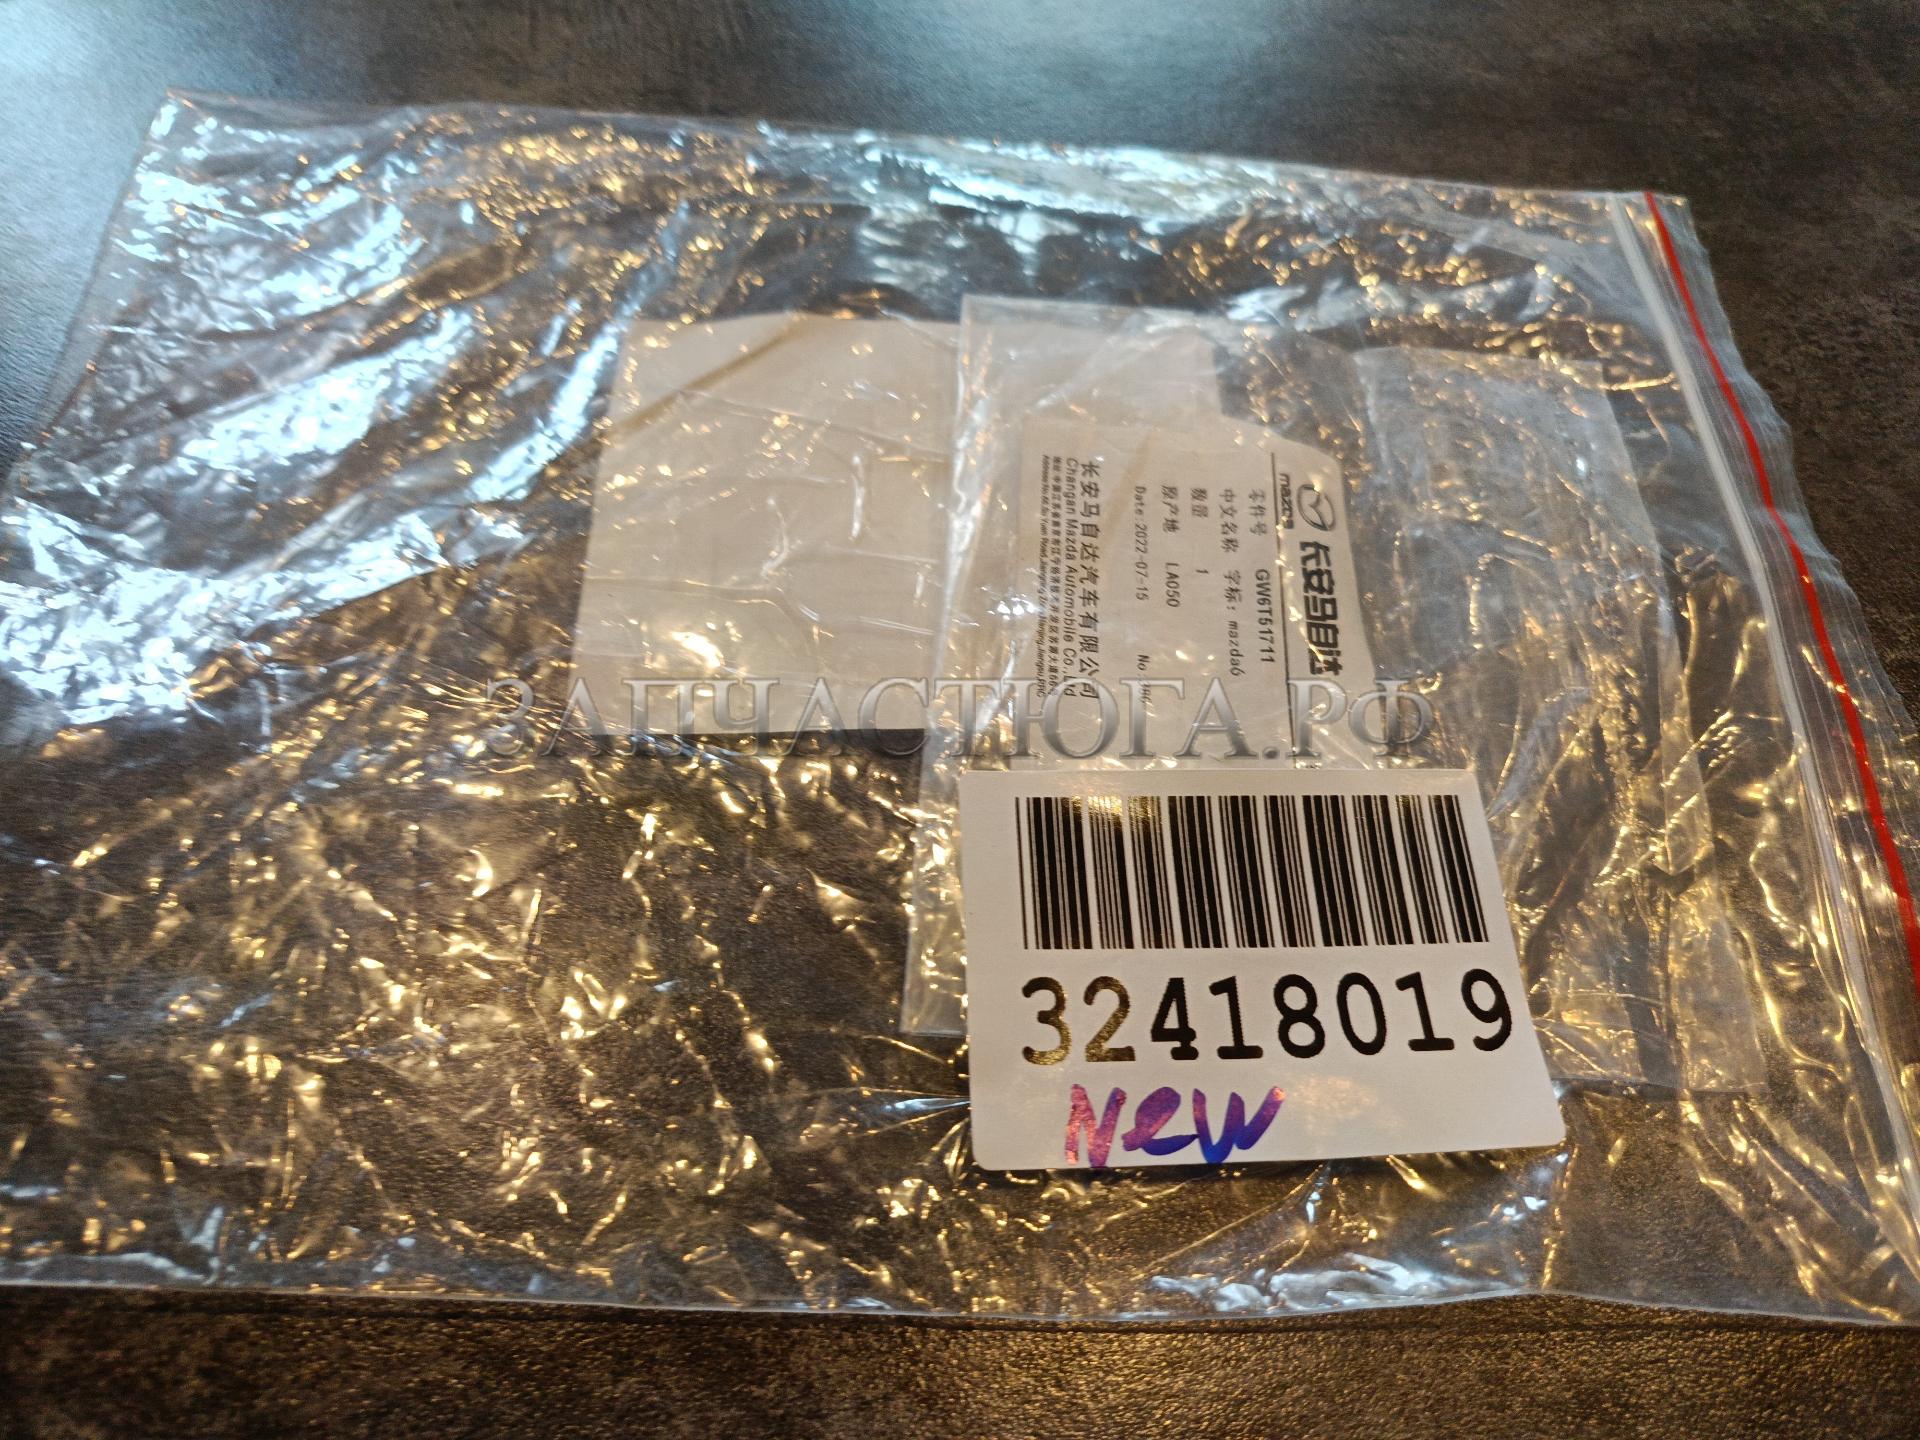 mazda
长安马自达
零件号 GW6T51711
中文名称 字标：mazda6
数量 1
原产地 LA050
Date:2022-07-15
长安马自达汽车有限公司
Changan Mazda Automobile Co.,Ltd
ЗАПЧАСТЮГА.РФ
32418019
New